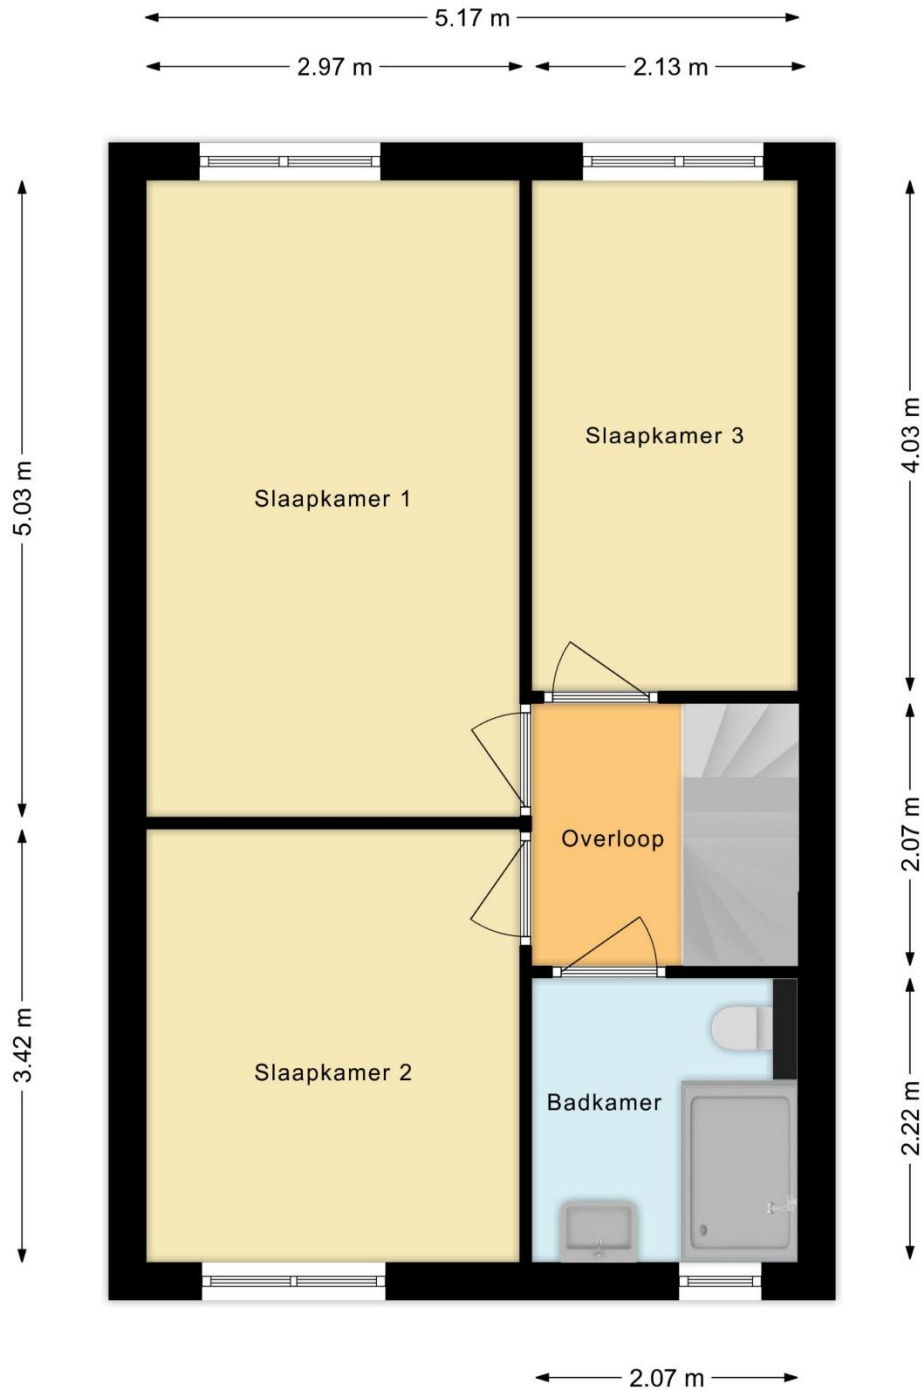 5.17 m
2.97 m
2.13 m
5.03 m
4.03 m
Slaapkamer 3
Slaapkamer 1
2.07 m
Overloop
3.42 m
Slaapkamer 2
Badkamer
2.22 m
2.07 m